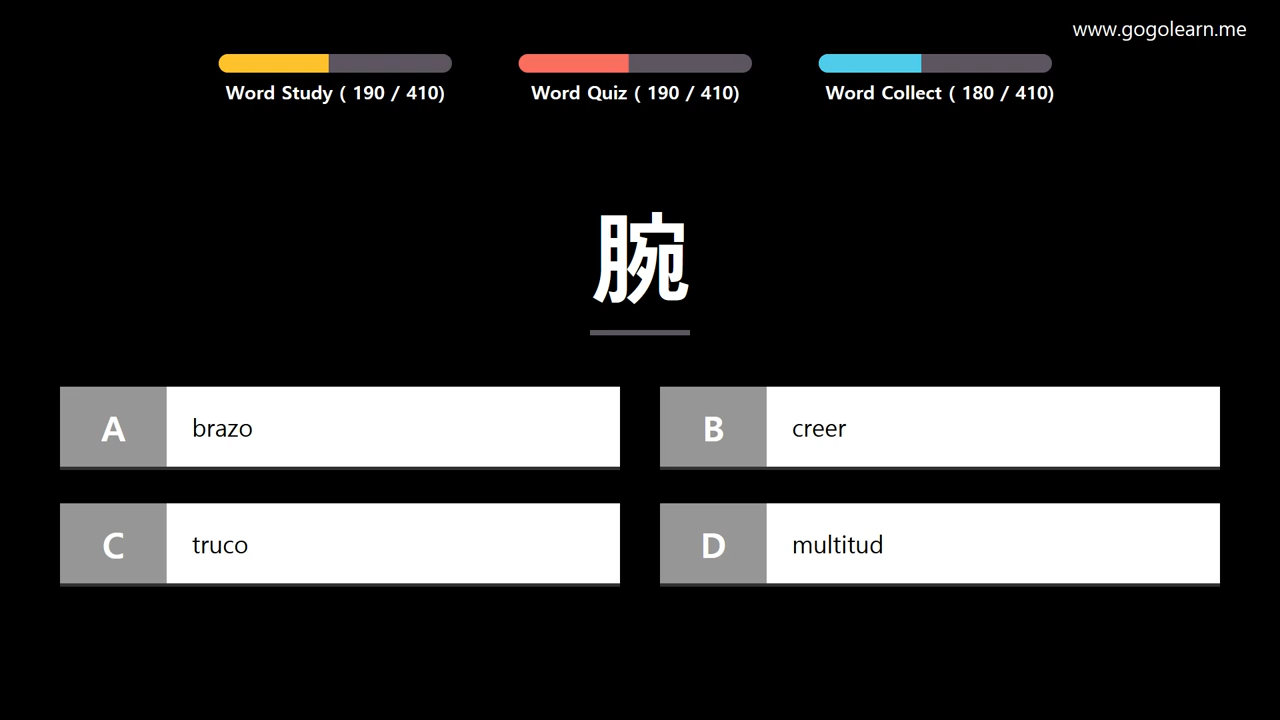 www.gogolearn.me
Word Study ( 190 / 410)
Word Quiz ( 190 / 410)
Word Collect ( 180 / 410)
腕
A brazo
B creer
C truco
D multitud